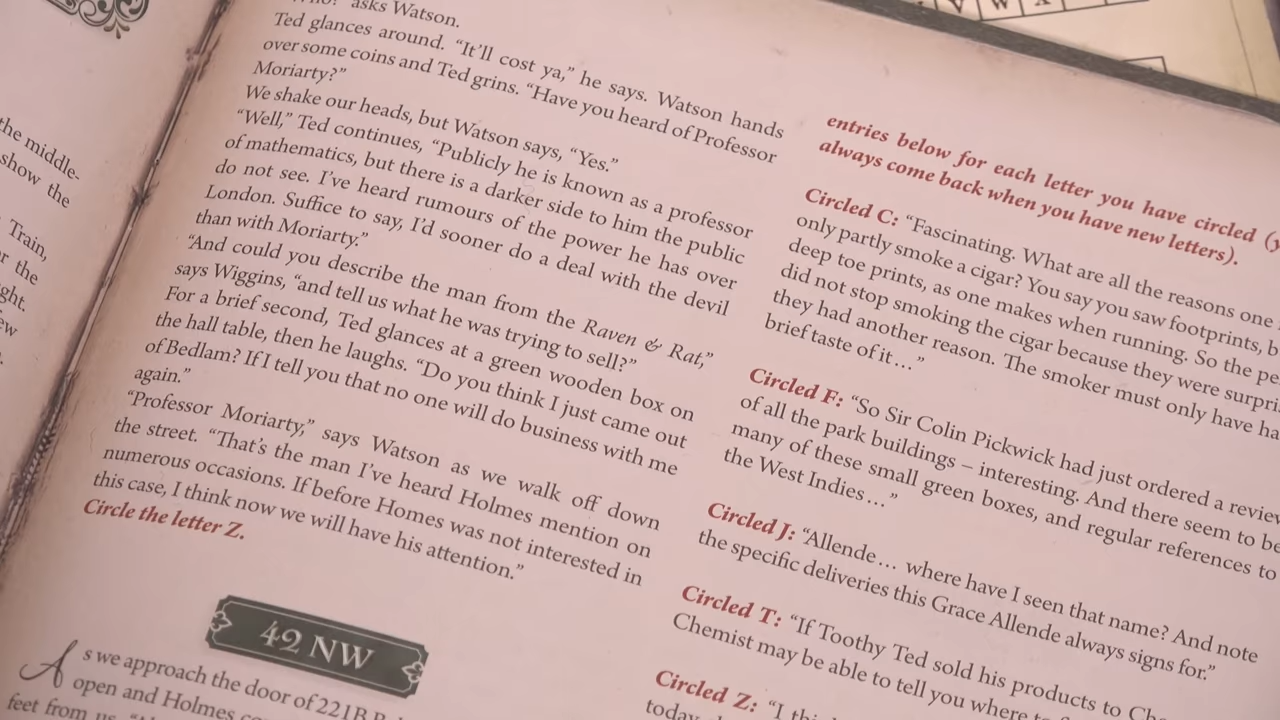 the middle-
show the
Train,
or the
ght.
ew
asks Watson.
Ted glances around. “It’ll cost ya,” he says. Watson hands
over some coins and Ted grins. “Have you heard of Professor
Moriarty?”
We shake our heads, but Watson says, “Yes.”
“Well,” Ted continues, “Publicly he is known as a professor
of mathematics, but there is a darker side to him the public
do not see. I’ve heard rumours of the power he has over
London. Suffice to say, I’d sooner do a deal with the devil
than with Moriarty.”
“And could you describe the man from the Raven & Rat,”
says Wiggins, “and tell us what he was trying to sell?”
For a brief second, Ted glances at a green wooden box on
the hall table, then he laughs. “Do you think I just came out
of Bedlam? If I tell you that no one will do business with me
again.”
“Professor Moriarty,” says Watson as we walk off down
the street. “That’s the man I’ve heard Holmes mention on
numerous occasions. If before Homes was not interested in
this case, I think now we will have his attention.”
Circle the letter Z.
42 NW
As we approach the door of 221B
open and Holmes
feet from us.
entries below for each letter you have circled (y
always come back when you have new letters).
Circled C: “Fascinating. What are all the reasons one
only partly smoke a cigar? You say you saw footprints, b
deep toe prints, as one makes when running. So the pe
did not stop smoking the cigar because they were surpri
they had another reason. The smoker must only have ha
brief taste of it…”
Circled F: “So Sir Colin Pickwick had just ordered a review
of all the park buildings – interesting. And there seem to be
many of these small green boxes, and regular references to
the West Indies…”
Circled J: “Allende… where have I seen that name? And note
the specific deliveries this Grace Allende always signs for.”
Circled T: “If Toothy Ted sold his products to Ch
Chemist may be able to tell you where
Circled Z: “I thi
today
V W X